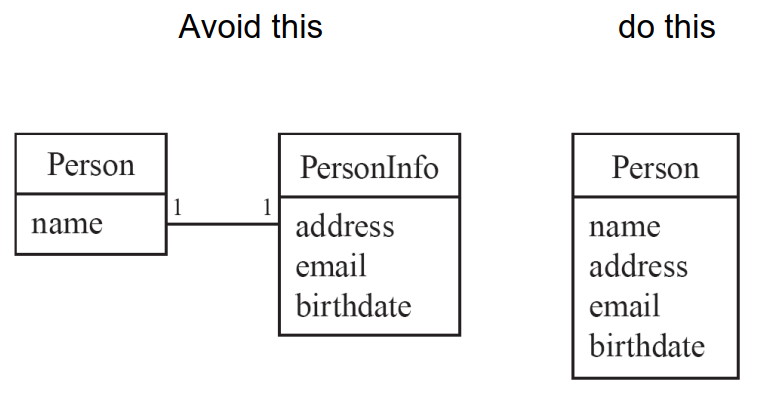 Avoid this
do this
Person
name
1
1
PersonInfo
address
email
birthdate
Person
name
address
email
birthdate